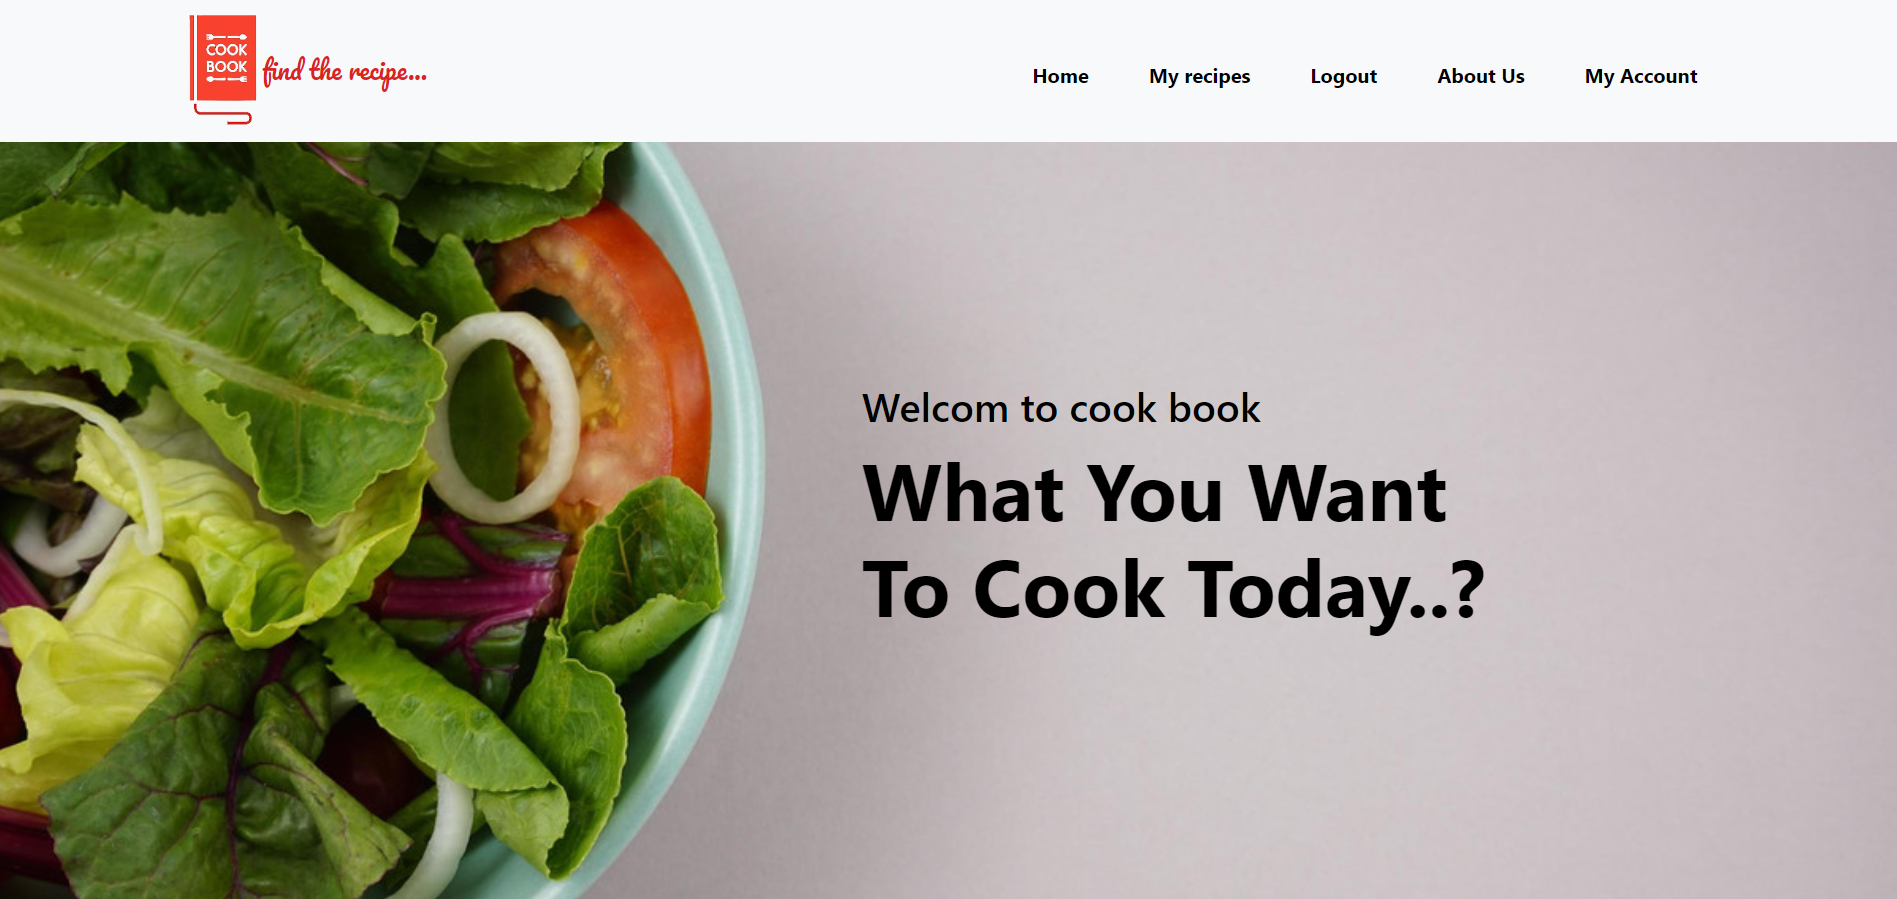 COOK
BOOK
find the recipe...
Home My recipes Logout About Us My Account
Welcom to cook book
What You Want
To Cook Today..?